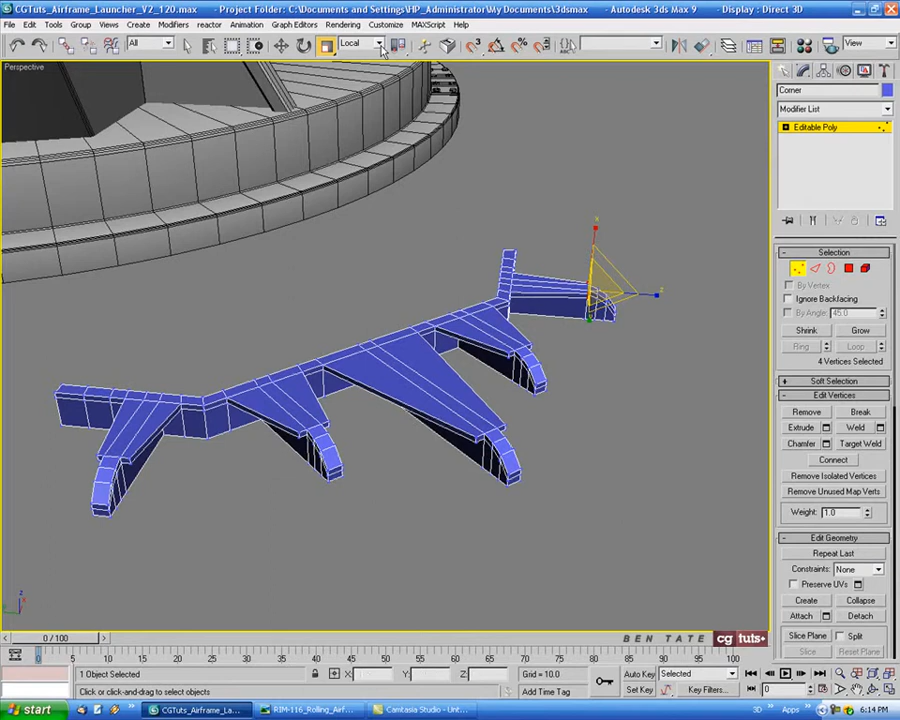 CGTuts_Airframe_Launcher_V2_120.max - Project Folder: C:\Documents and Settings\HP_Administrator\My Documents\3dsmax - Autodesk 3ds Max 9 - Display : Direct 3D
File Edit Tools Group Views Create Modifiers reactor Animation Graph Editors Rendering Customize MAXScript Help
All Local View
Perspective
Corner
Modifier List
Editable Poly
Selection
By Vertex
Ignore Backfacing
By Angle: 45.0
Shrink Grow
Ring Loop
4 Vertices Selected
Soft Selection
Edit Vertices
Remove Break
Extrude Weld
Chamfer Target Weld
Connect
Remove Isolated Vertices
Remove Unused Map Verts
Weight: 1.0
Edit Geometry
Repeat Last
Constraints: None
Preserve UVs
Create Collapse
Attach Detach
Slice Plane Split
Slice Reset Plane
BEN TATE cg tuts+
0 / 100
0 5 10 15 20 25 30 35 40 45 50 55 60 65 70 75 80 85 90 95 100
1 Object Selected X: Y: Z: Grid = 10.0 Auto Key Selected
Click or click-and-drag to select objects Add Time Tag Set Key Key Filters... 0
start CGTuts_Airframe_La... RIM-116_Rolling_Airf... Camtasia Studio - Unt... 3D Apps 6:14 PM